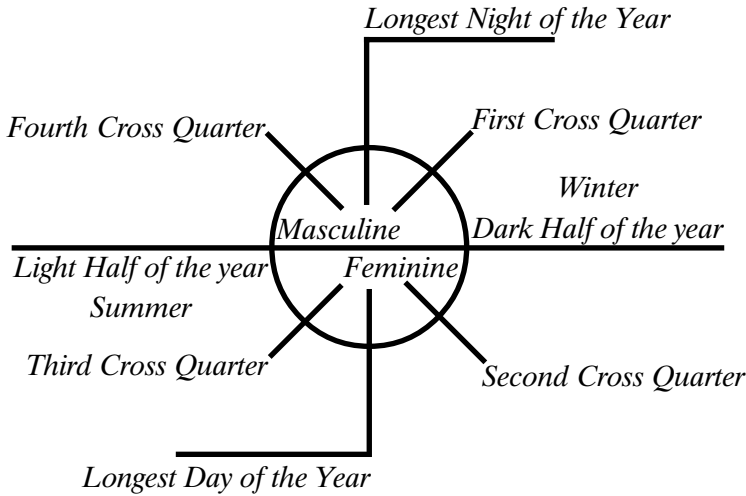 Longest Night of the Year
Fourth Cross Quarter
First Cross Quarter
Winter
Masculine
Dark Half of the year
Light Half of the year
Feminine
Summer
Third Cross Quarter
Second Cross Quarter
Longest Day of the Year